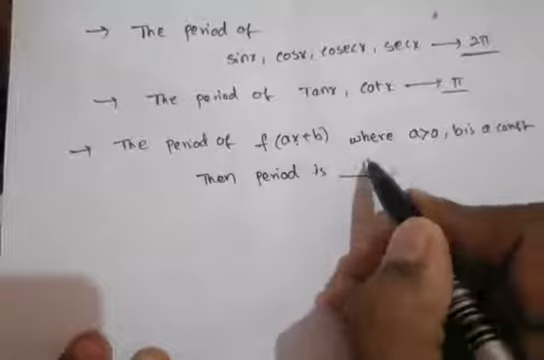 → The period of
sinx, cosx, cosecx, secx → 2π
→ The period of Tanx, cotx → π
→ The period of f(ax+b) where a>0, b is a const
Then period is